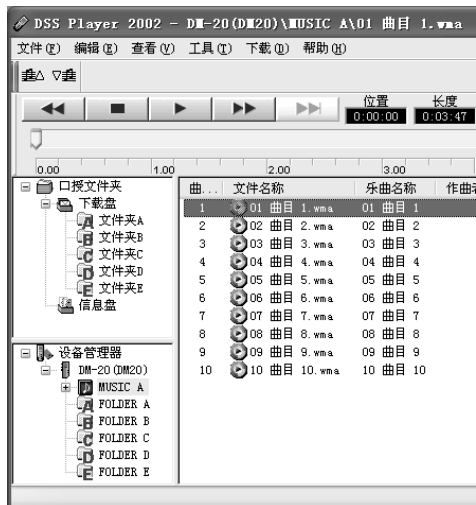 DSS Player 2002 - DM-20(DM20)\MUSIC A\01 曲目 1.wma
文件(F) 编辑(E) 查看(V) 工具(T) 下载(D) 帮助(H)
位置 长度
0:00:00 0:03:47
0.00 1.00 2.00 3.00
口授文件夹
下载盘
文件夹A
文件夹B
文件夹C
文件夹D
文件夹E
信息盘
设备管理器
DM-20(DM20)
MUSIC A
FOLDER A
FOLDER B
FOLDER C
FOLDER D
FOLDER E
曲... 文件名称 乐曲名称 作曲
1 01 曲目 1.wma 01 曲目 1
2 02 曲目 2.wma 02 曲目 2
3 03 曲目 3.wma 03 曲目 3
4 04 曲目 4.wma 04 曲目 4
5 05 曲目 5.wma 05 曲目 5
6 06 曲目 6.wma 06 曲目 6
7 07 曲目 7.wma 07 曲目 7
8 08 曲目 8.wma 08 曲目 8
9 09 曲目 9.wma 09 曲目 9
10 10 曲目 10.wma 10 曲目 10